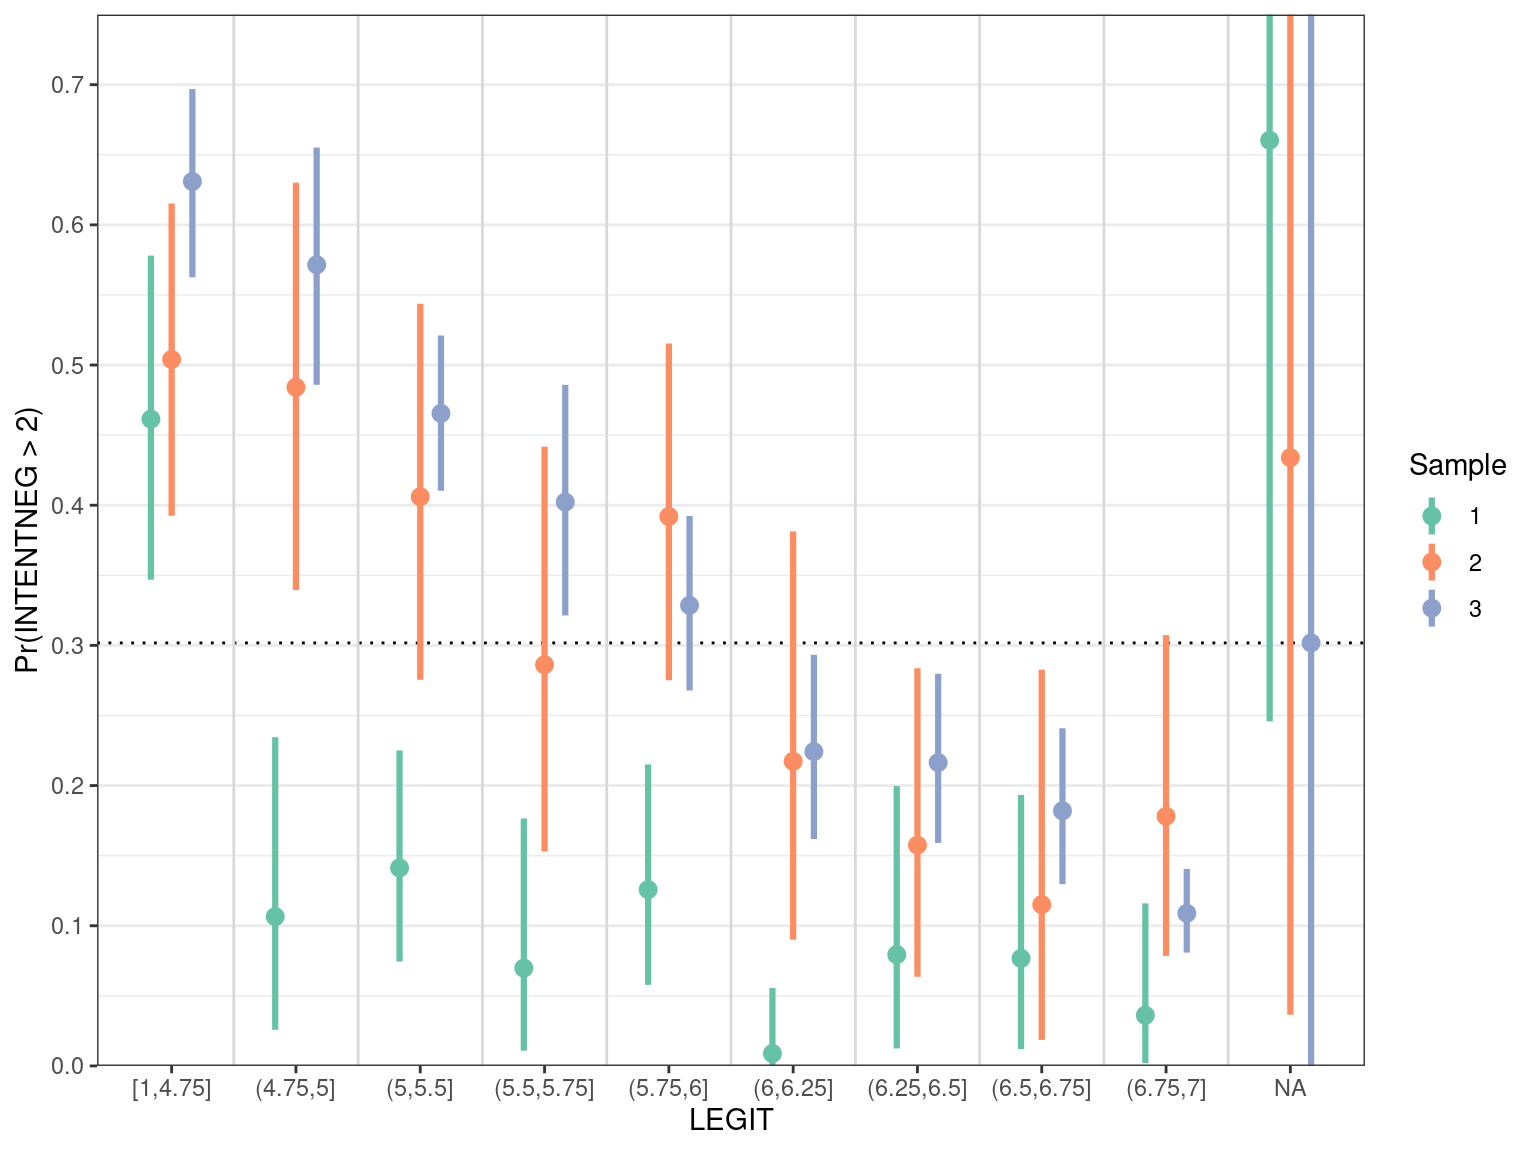 0.7
0.6
0.5
0.4
0.3
0.2
0.1
0.0
Pr(INTENTNEG > 2)
[1,4.75] (4.75,5] (5,5.5] (5.5,5.75] (5.75,6] (6,6.25] (6.25,6.5] (6.5,6.75] (6.75,7] NA
LEGIT
Sample
1
2
3